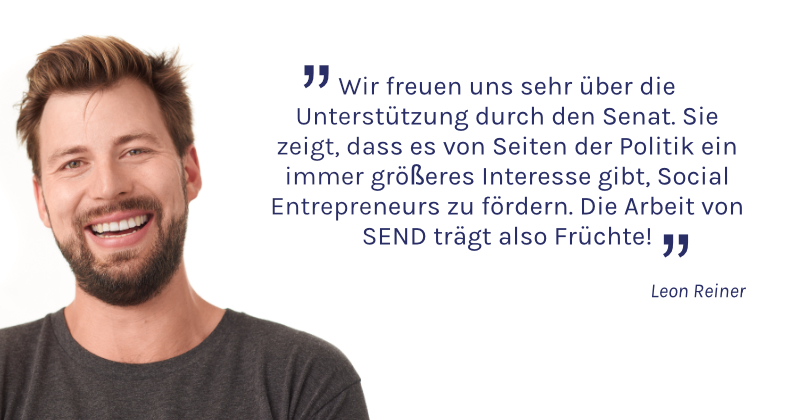 ” Wir freuen uns sehr über die
Unterstützung durch den Senat. Sie
zeigt, dass es von Seiten der Politik ein
immer größeres Interesse gibt, Social
Entrepreneurs zu fördern. Die Arbeit von
SEND trägt also Früchte! ”
Leon Reiner